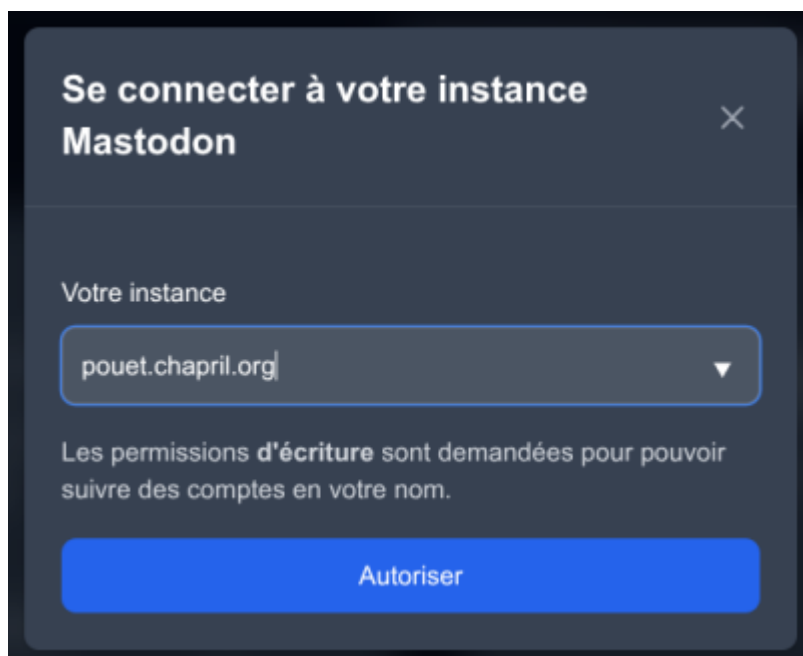 Se connecter à votre instance
Mastodon
Votre instance
pouet.chapril.org
Les permissions d'écriture sont demandées pour pouvoir
suivre des comptes en votre nom.
Autoriser